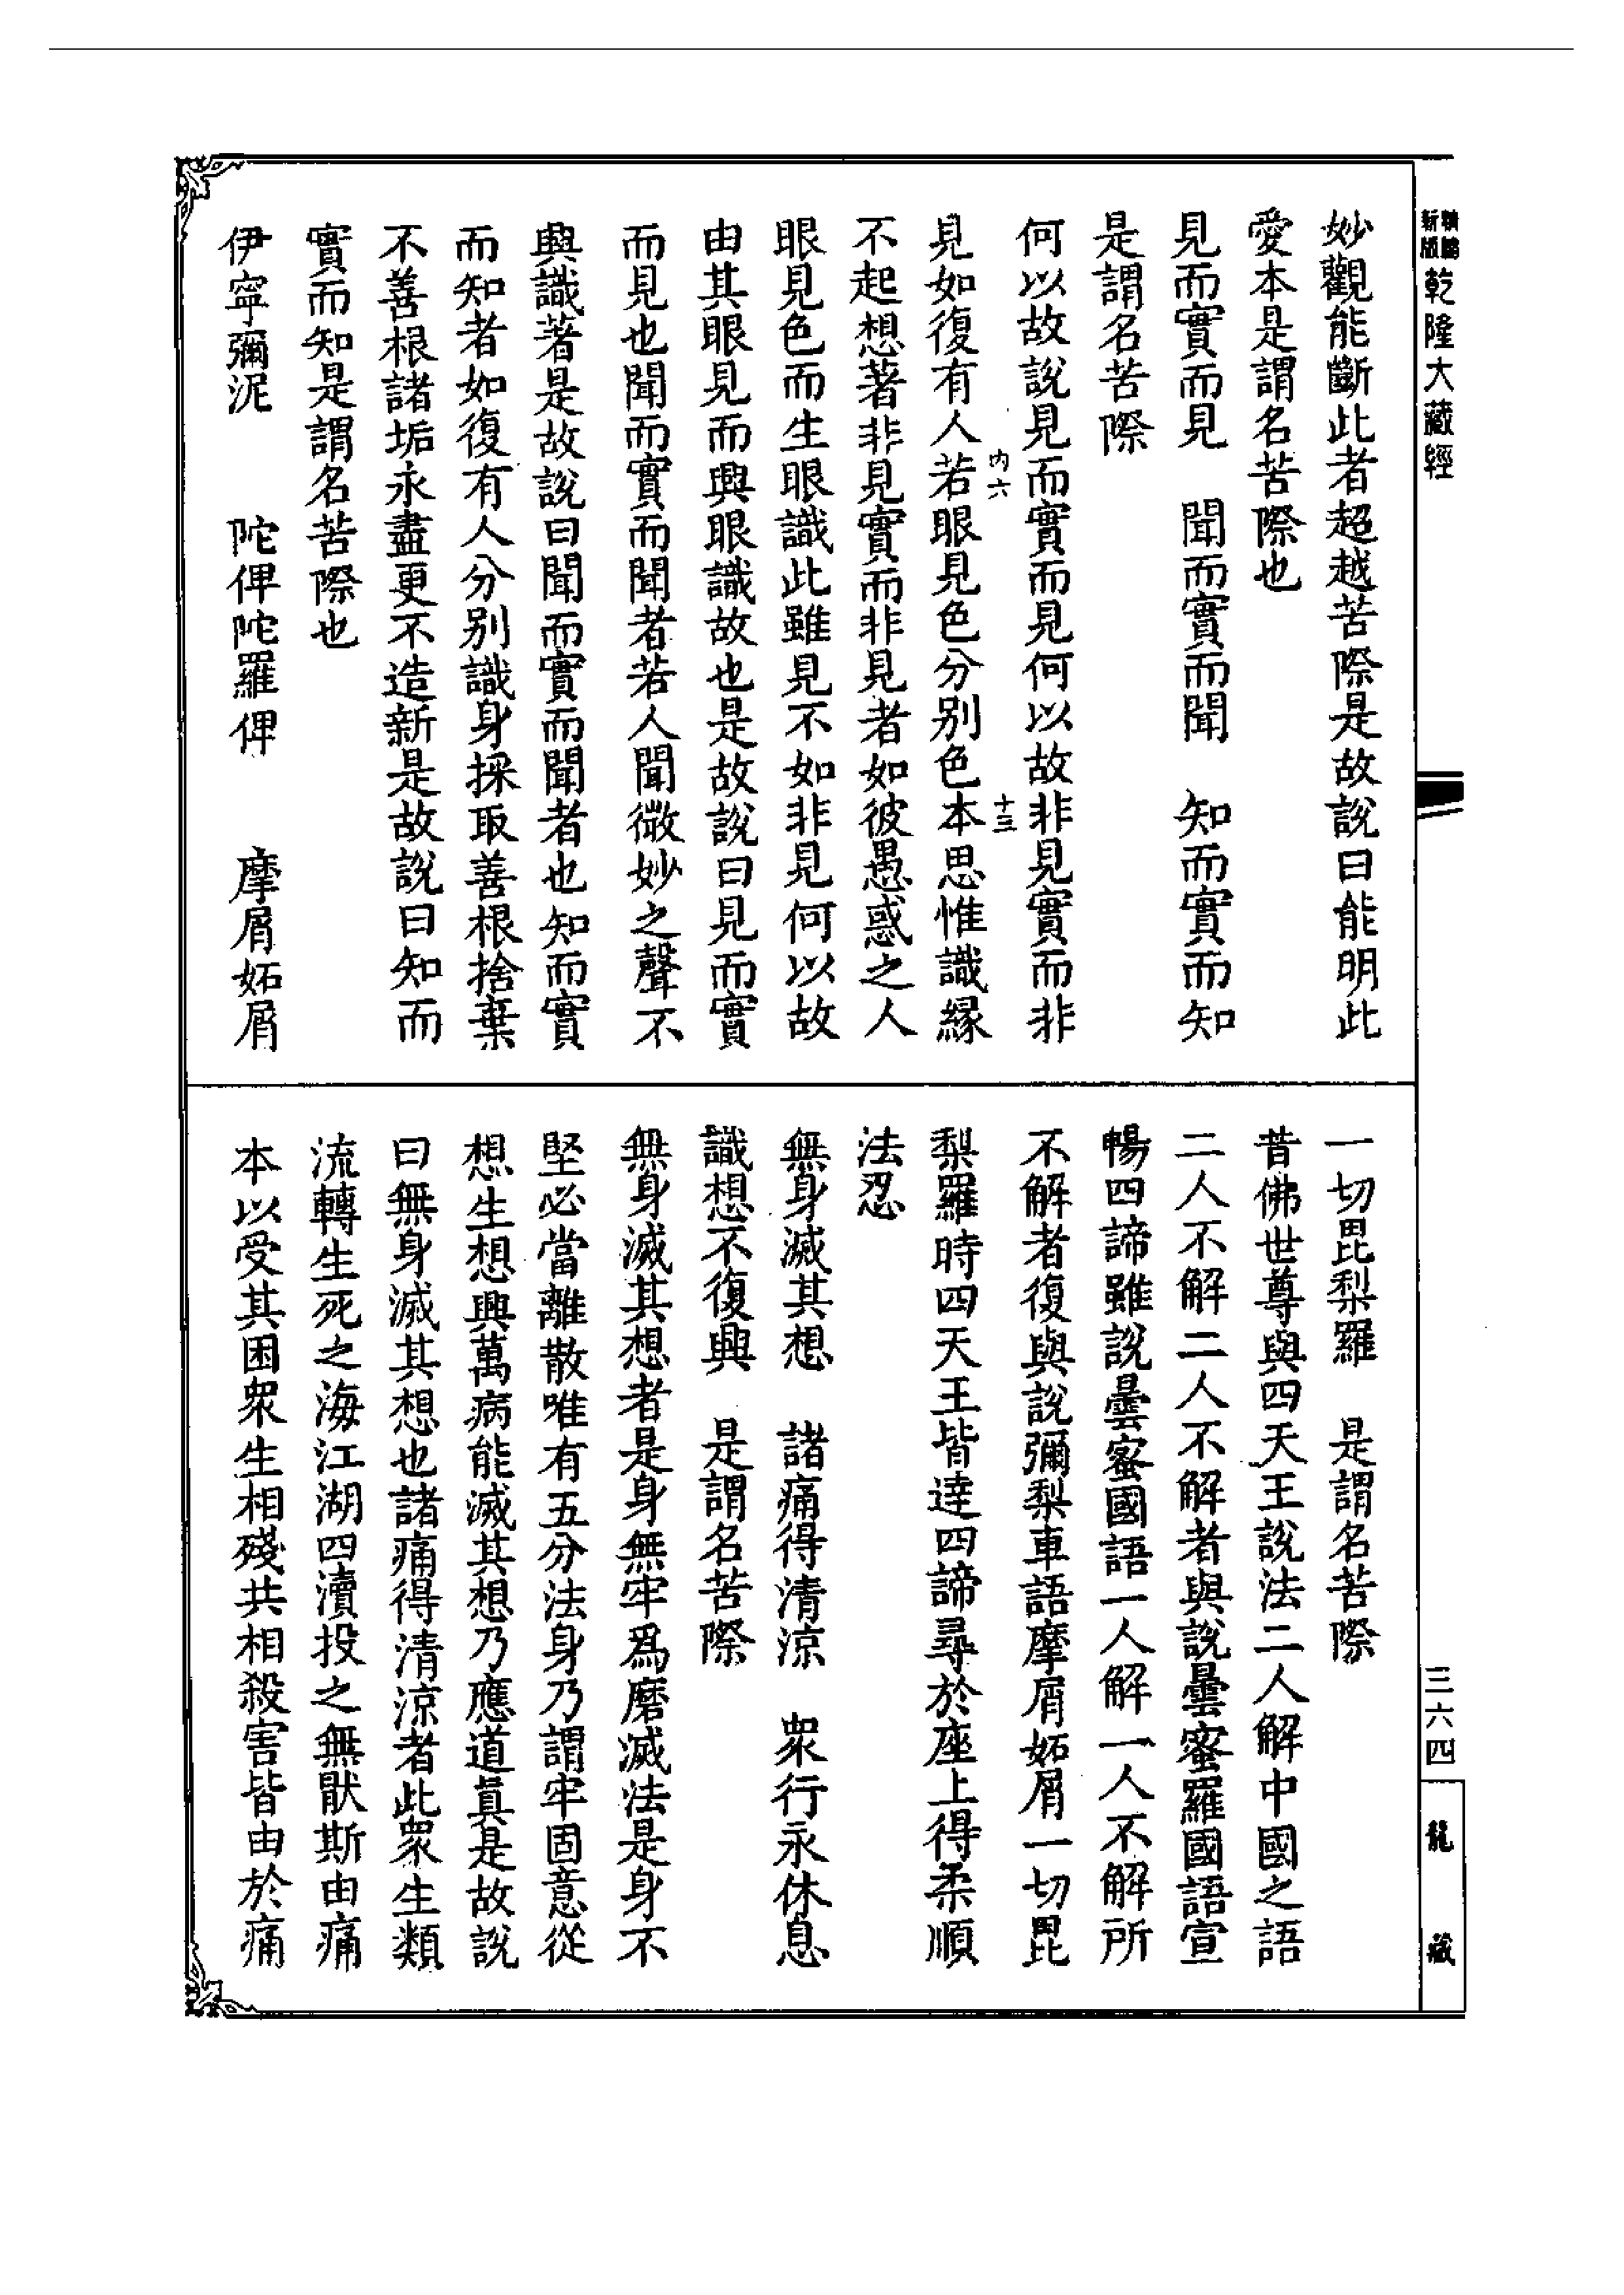 乾隆大藏經
妙觀能斷此者超越苦際是故說曰能明此
愛本是謂名苦際也
見而實而見　聞而實而聞　知而實而知
是謂名苦際
何以故說見而實而見何以故非見實而非
見如復有人若眼見色分別色本思惟識緣
内六
十三
不起想著非見實而非見者如彼愚惑之人
眼見色而生眼識此雖見不如非見何以故
由其眼見而興眼識故也是故說曰見而實
而見也聞而實而聞者若人聞微妙之聲不
興識著是故說曰聞而實而聞者也知而實
而知者如復有人分別識身採取善根捨棄
不善根諸垢永盡更不造新是故說曰知而
實而知是謂名苦際也
伊寧彌泥　陀俾陀羅俾　摩屑妬屑
一切毘梨羅　是謂名苦際
昔佛世尊與四天王說法二人解中國之語
二人不解二人不解者與說曇蜜羅國語宣
暢四諦雖說曇蜜國語一人解一人不解所
不解者復與說彌梨車語摩屑妬屑一切毘
梨羅時四天王皆達四諦尋於座上得柔順
法忍
無身滅其想　諸痛得清涼　衆行永休息
識想不復興　是謂名苦際
無身滅其想者是身無牢為磨滅法是身不
堅必當離散唯有五分法身乃謂牢固意從
想生想興萬病能滅其想乃應道真是故說
曰無身滅其想也諸痛得清涼者此衆生類
流轉生死之海江湖四瀆投之無猒斯由痛
本以受其困衆生相殘共相殺害皆由於痛
三六四
龍藏